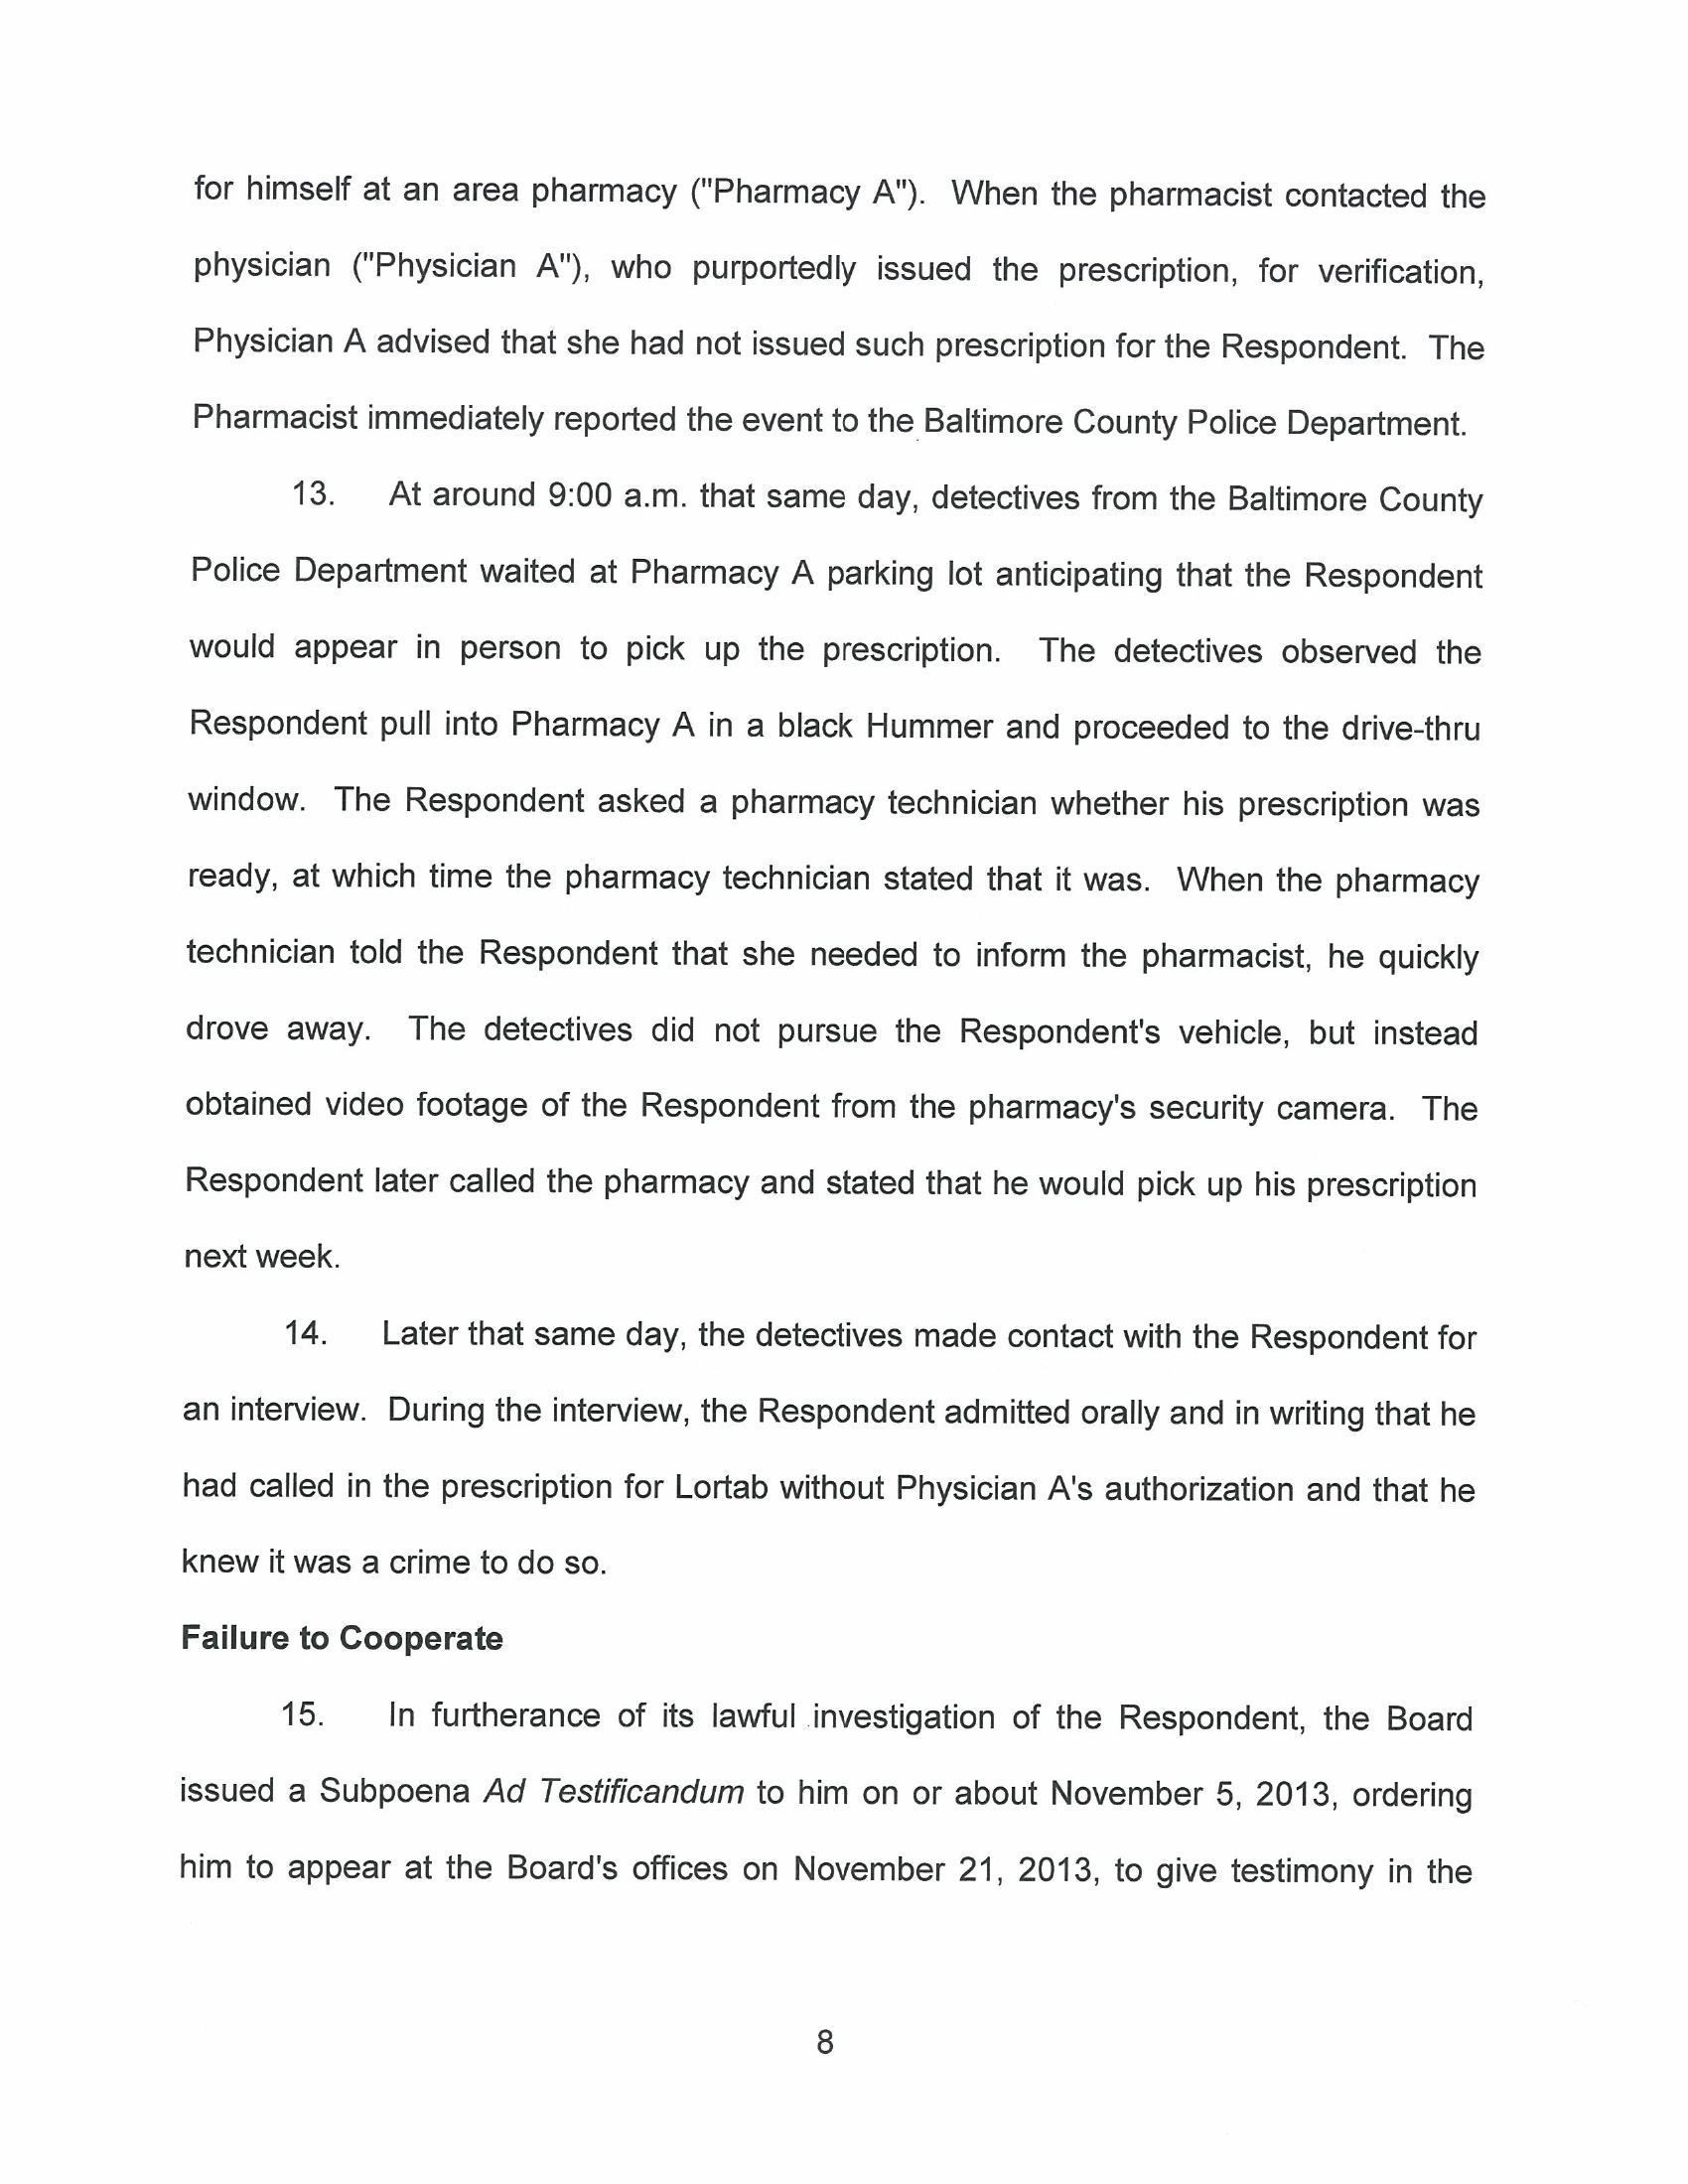 for himself at an area pharmacy ("Pharmacy A"). When the pharmacist contacted the
physician ("Physician A"), who purportedly issued the prescription, for verification,
Physician A advised that she had not issued such prescription for the Respondent. The
Pharmacist immediately reported the event to the Baltimore County Police Department.
13. At around 9:00 a.m. that same day, detectives from the Baltimore County
Police Department waited at Pharmacy A parking lot anticipating that the Respondent
would appear in person to pick up the prescription. The detectives observed the
Respondent pull into Pharmacy A in a black Hummer and proceeded to the drive-thru
window. The Respondent asked a pharmacy technician whether his prescription was
ready, at which time the pharmacy technician stated that it was. When the pharmacy
technician told the Respondent that she needed to inform the pharmacist, he quickly
drove away. The detectives did not pursue the Respondent's vehicle, but instead
obtained video footage of the Respondent from the pharmacy's security camera. The
Respondent later called the pharmacy and stated that he would pick up his prescription
next week.
14. Later that same day, the detectives made contact with the Respondent for
an interview. During the interview, the Respondent admitted orally and in writing that he
had called in the prescription for Lortab without Physician A's authorization and that he
knew it was a crime to do so.
Failure to Cooperate
15. In furtherance of its lawful investigation of the Respondent, the Board
issued a Subpoena Ad Testificandum to him on or about November 5, 2013, ordering
him to appear at the Board's offices on November 21, 2013, to give testimony in the
8